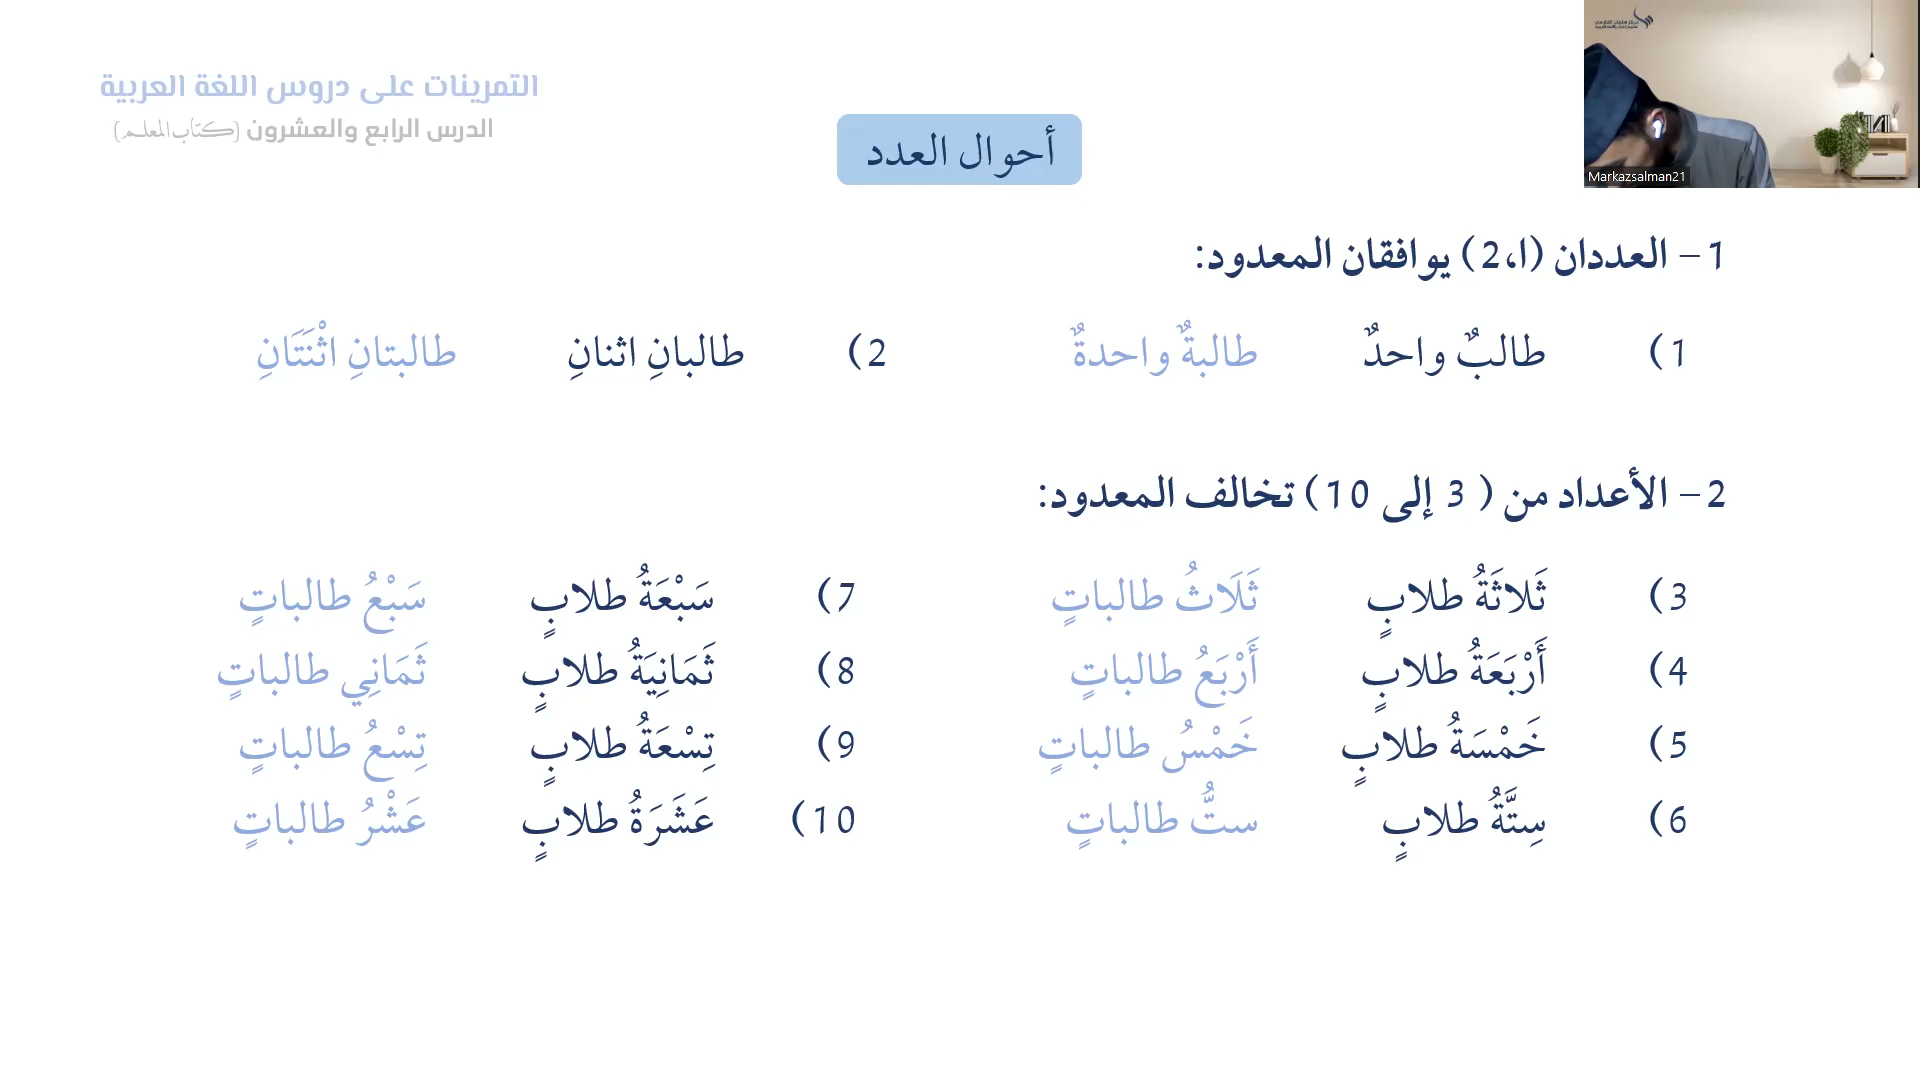 التمرينات على دروس اللغة العربية
الدرس الرابع والعشرون (كتاب المعلم)
Markazsalman21
أحوال العدد
1- العددان (ا،2) يوافقان المعدود:
1) طالبٌ واحدٌ طالبةٌ واحدةٌ 2) طالبانِ اثنانِ طالبتانِ اثْنَتَانِ
2- الأعداد من ( 3 إلى 10) تخالف المعدود:
3) ثَلاثَةُ طلابٍ ثَلَاثُ طالباتٍ 7) سَبْعَةُ طلابٍ سَبْعُ طالباتٍ
4) أَرْبَعَةُ طلابٍ أَرْبَعُ طالباتٍ 8) ثَمَانِيَةُ طلابٍ ثَمَانِي طالباتٍ
5) خَمْسَةُ طلابٍ خَمْسُ طالباتٍ 9) تِسْعَةُ طلابٍ تِسْعُ طالباتٍ
6) سِتَّةُ طلابٍ ستُّ طالباتٍ 10) عَشَرَةُ طلابٍ عَشْرُ طالباتٍ